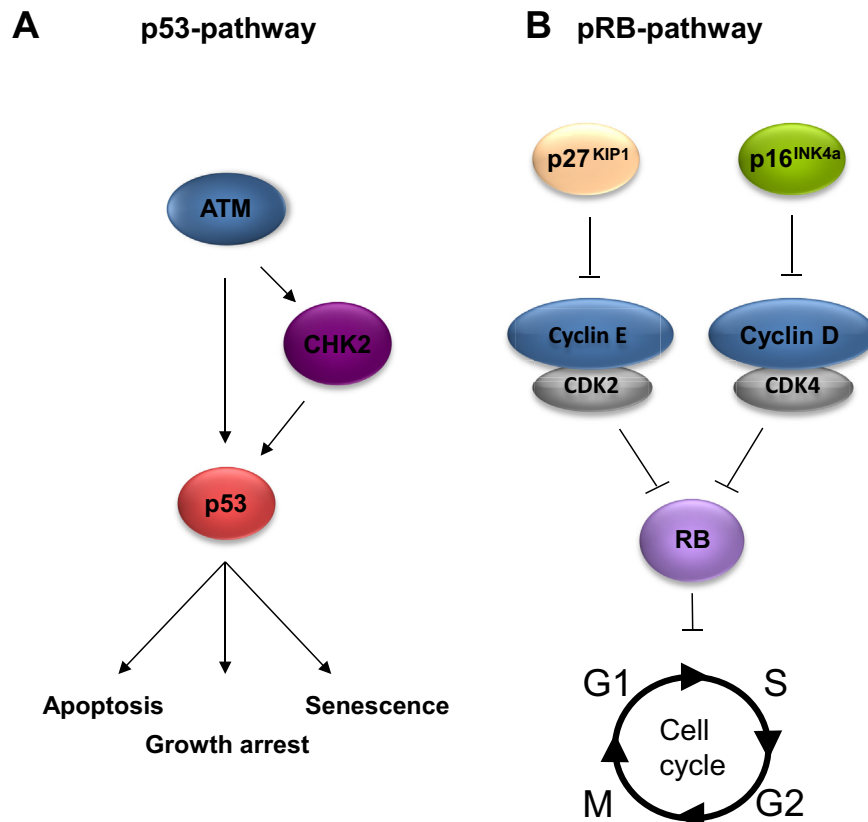 A p53-pathway
ATM
CHK2
p53
Apoptosis Senescence
Growth arrest
B pRB-pathway
p27KIP1 p16INK4a
Cyclin E Cyclin D
CDK2 CDK4
RB
G1 S
Cell
cycle
M G2